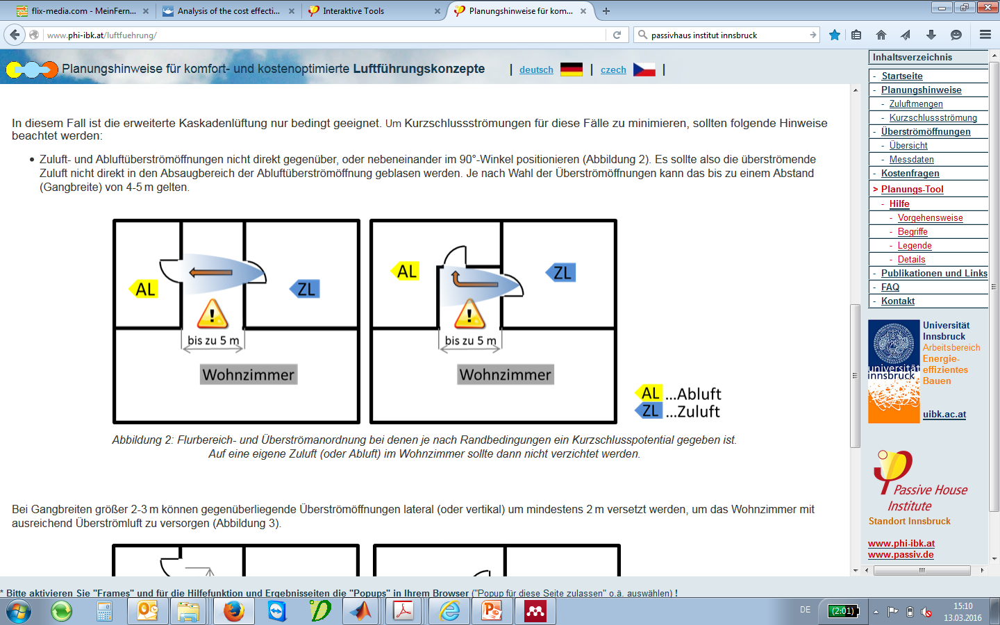 flix-media.com - MeinFern...
Analysis of the cost effecti...
Interaktive Tools
Planungshinweise für kom...
www.phi-ibk.at/luftfuehrung/
passivhaus institut innsbruck
Planungshinweise für komfort- und kostenoptimierte Luftführungskonzepte
| deutsch | czech |
In diesem Fall ist die erweiterte Kaskadenlüftung nur bedingt geeignet. Um Kurzschlussströmungen für diese Fälle zu minimieren, sollten folgende Hinweise
beachtet werden:
• Zuluft- und Abluftüberströmöffnungen nicht direkt gegenüber, oder nebeneinander im 90°-Winkel positionieren (Abbildung 2). Es sollte also die überströmende
Zuluft nicht direkt in den Absaugbereich der Abluftüberströmöffnung geblasen werden. Je nach Wahl der Überströmöffnungen kann das bis zu einem Abstand
(Gangbreite) von 4-5 m gelten.
AL
ZL
!
bis zu 5 m
Wohnzimmer
AL
ZL
!
bis zu 5 m
Wohnzimmer
AL ...Abluft
ZL ...Zuluft
Abbildung 2: Flurbereich- und Überströmanordnung bei denen je nach Randbedingungen ein Kurzschlusspotential gegeben ist.
Auf eine eigene Zuluft (oder Abluft) im Wohnzimmer sollte dann nicht verzichtet werden.
Bei Gangbreiten größer 2-3 m können gegenüberliegende Überströmöffnungen lateral (oder vertikal) um mindestens 2 m versetzt werden, um das Wohnzimmer mit
ausreichend Überströmluft zu versorgen (Abbildung 3).
* Bitte aktivieren Sie "Frames" und für die Hilfefunktion und Ergebnisseiten die "Popups" in Ihrem Browser ("Popup für diese Seite zulassen" o.ä. auswählen) !
Inhaltsverzeichnis
- Startseite
- Planungshinweise
- Zuluftmengen
- Kurzschlussströmung
- Überströmöffnungen
- Übersicht
- Messdaten
- Kostenfragen
> Planungs-Tool
- Hilfe
- Vorgehensweise
- Begriffe
- Legende
- Details
- Publikationen und Links
- FAQ
- Kontakt
universität
innsbruck
Universität
Innsbruck
Arbeitsbereich
Energie-
effizientes
Bauen
uibk.ac.at
Passive House
Institute
Standort Innsbruck
www.phi-ibk.at
www.passiv.de
DE
(2:01)
15:10
13.03.2016